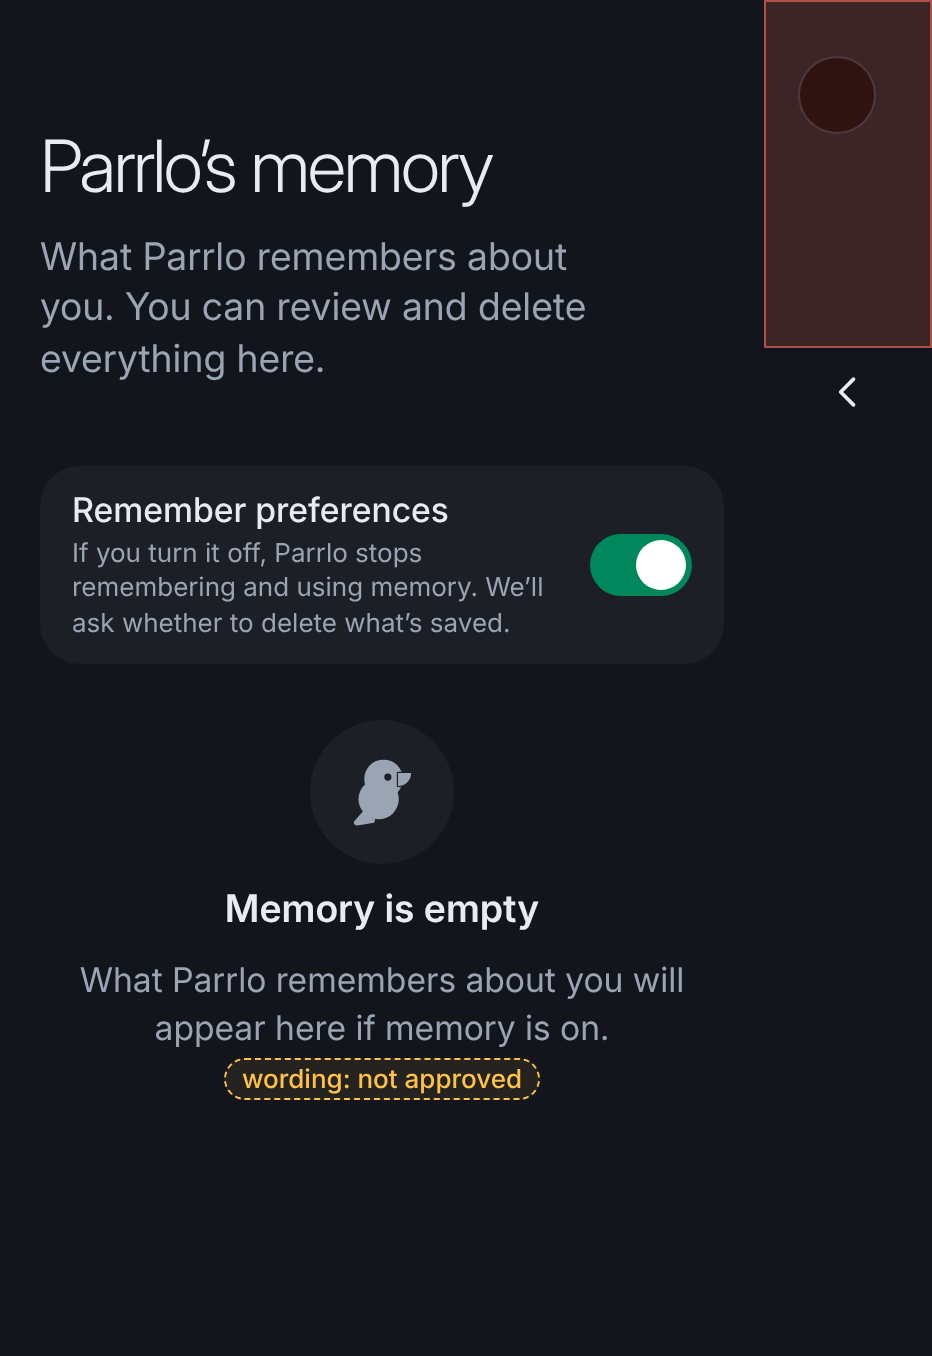 Parrlo’s memory
What Parrlo remembers about
you. You can review and delete
everything here.
Remember preferences
If you turn it off, Parrlo stops
remembering and using memory. We’ll
ask whether to delete what’s saved.
Memory is empty
What Parrlo remembers about you will
appear here if memory is on.
wording: not approved